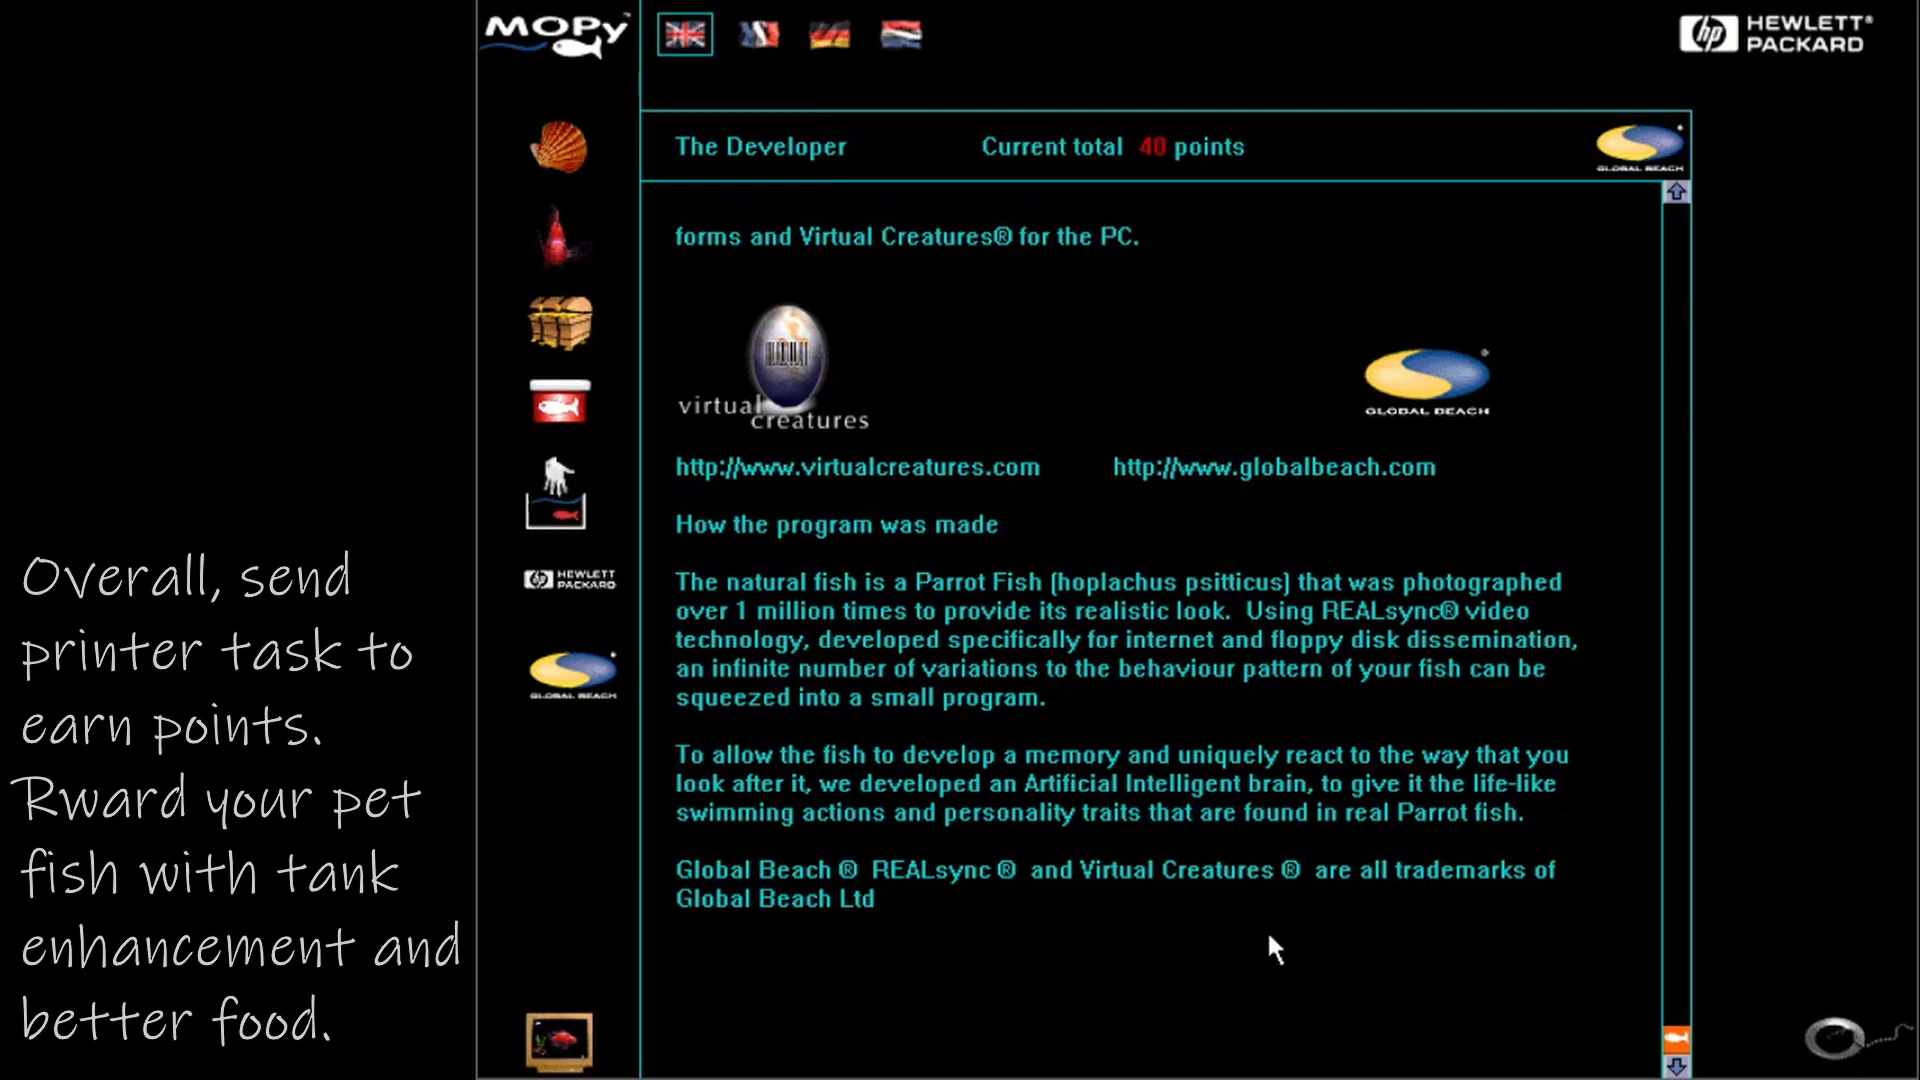 MOPy
HEWLETT®
PACKARD
The Developer Current total 40 points
GLOBAL BEACH
forms and Virtual Creatures® for the PC.
virtual
creatures
GLOBAL BEACH
http://www.virtualcreatures.com http://www.globalbeach.com
How the program was made
The natural fish is a Parrot Fish (hoplachus psitticus) that was photographed
over 1 million times to provide its realistic look. Using REALsync® video
technology, developed specifically for internet and floppy disk dissemination,
an infinite number of variations to the behaviour pattern of your fish can be
squeezed into a small program.
To allow the fish to develop a memory and uniquely react to the way that you
look after it, we developed an Artificial Intelligent brain, to give it the life-like
swimming actions and personality traits that are found in real Parrot fish.
Global Beach ® REALsync ® and Virtual Creatures ® are all trademarks of
Global Beach Ltd
hp HEWLETT
PACKARD
GLOBAL BEACH
Overall, send
printer task to
earn points.
Rward your pet
fish with tank
enhancement and
better food.